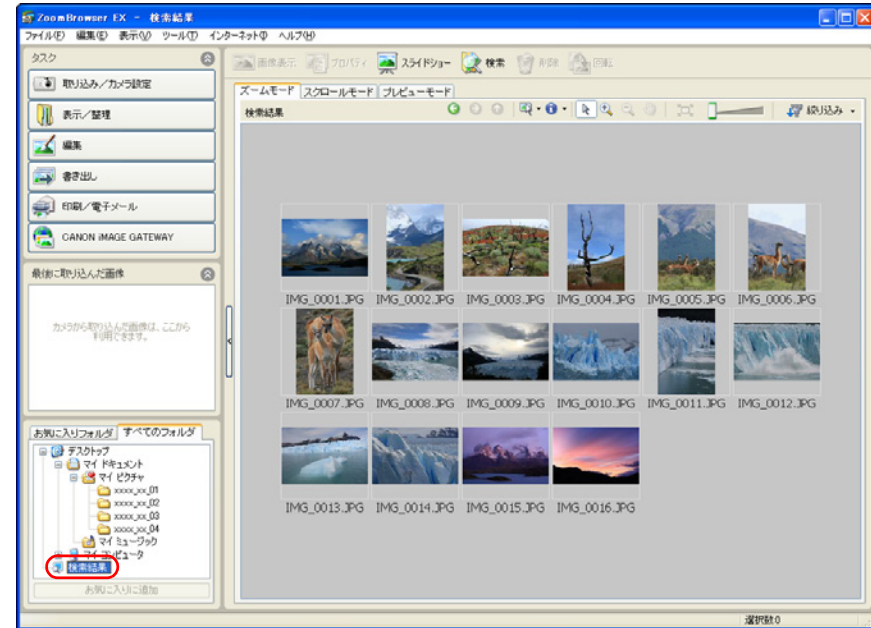 ZoomBrowser EX - 検索結果
ファイル(F) 編集(E) 表示(V) ツール(T) インターネット(I) ヘルプ(H)
タスク
取り込み／カメラ設定
表示／整理
編集
書き出し
印刷／電子メール
CANON iMAGE GATEWAY
最後に取り込んだ画像
カメラから取り込んだ画像は、ここから
利用できます。
お気に入りフォルダ すべてのフォルダ
デスクトップ
マイ ドキュメント
マイ ピクチャ
xxxx_xx_01
xxxx_xx_02
xxxx_xx_03
xxxx_xx_04
マイ ミュージック
マイ コンピュータ
検索結果
お気に入りに追加
画像表示 プロパティ スライドショー 検索 削除 回転
ズームモード スクロールモード プレビューモード
検索結果 絞り込み
IMG_0001.JPG IMG_0002.JPG IMG_0003.JPG IMG_0004.JPG IMG_0005.JPG IMG_0006.JPG
IMG_0007.JPG IMG_0008.JPG IMG_0009.JPG IMG_0010.JPG IMG_0011.JPG IMG_0012.JPG
IMG_0013.JPG IMG_0014.JPG IMG_0015.JPG IMG_0016.JPG
選択数:0